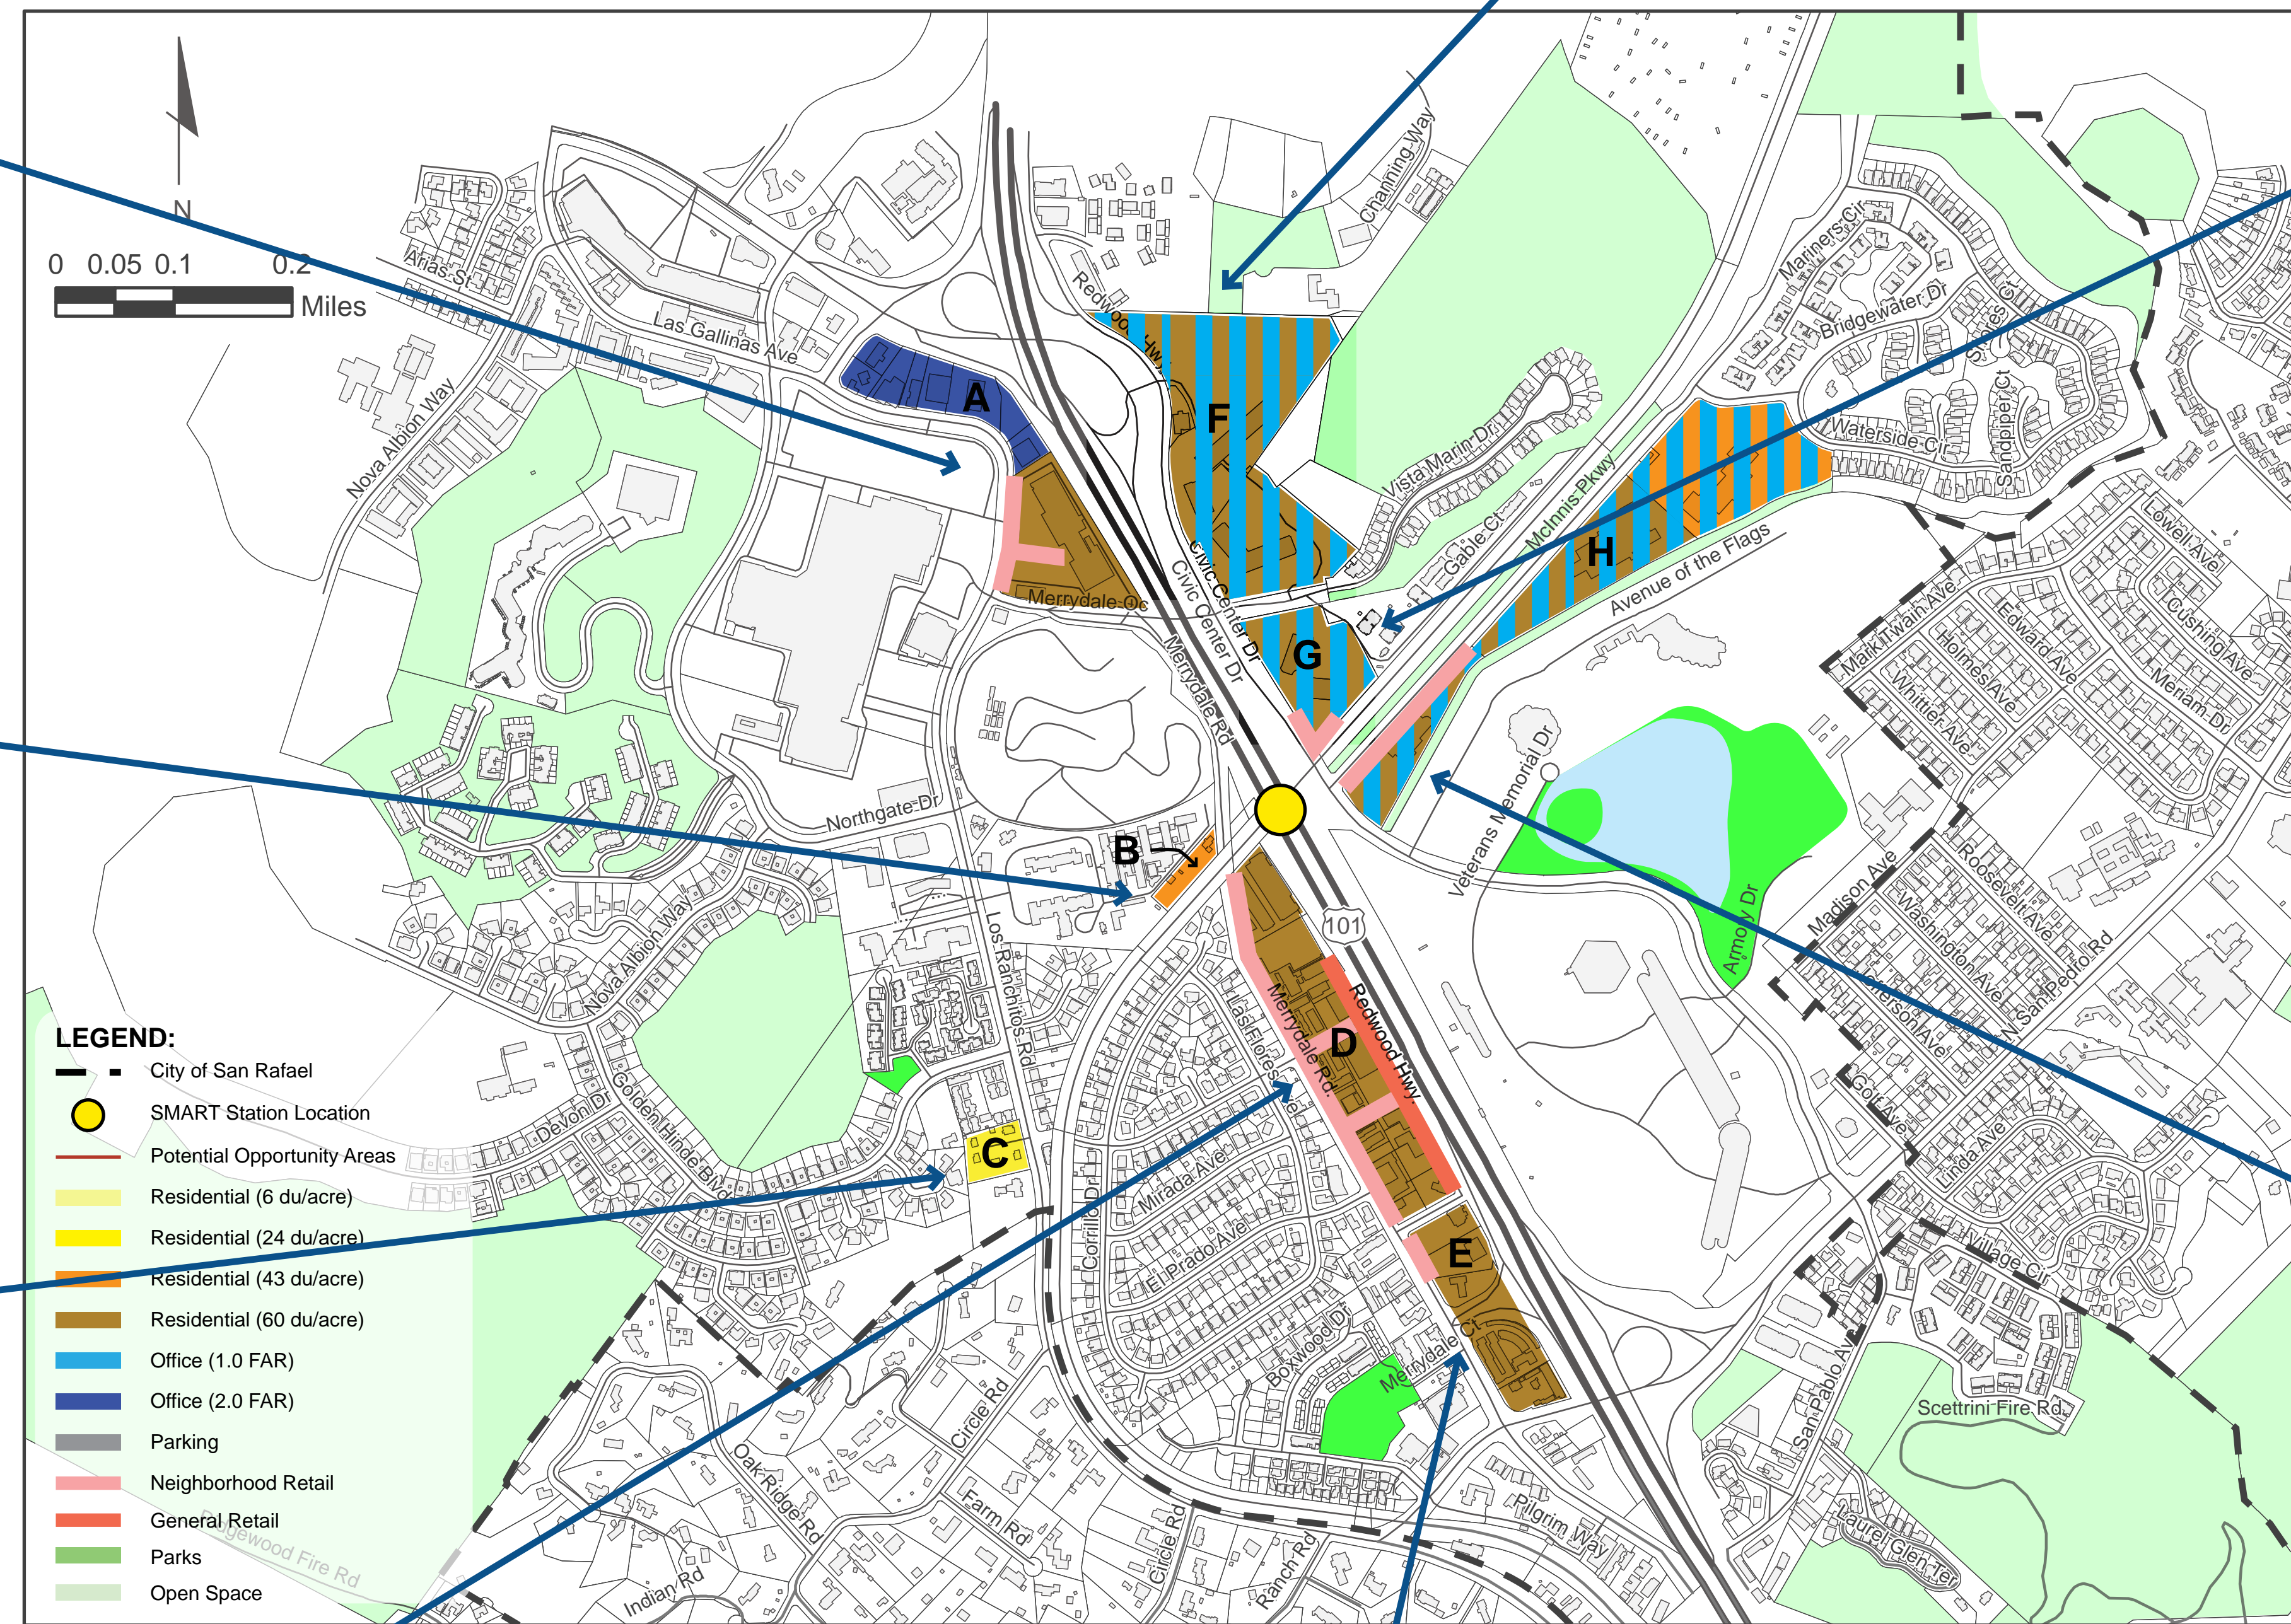 N
0 0.05 0.1 0.2
Miles
Arias St
Nova Albion Way
Las Gallinas Ave
Channing Way
Redwood Hwy.
Mariners Cir
Bridgewater Dr
Shores Ct
Sandpiper Ct
Waterside Cir
A
F
Vista Marin Dr
McInnis Pkwy
Gable Ct
H
Avenue of the Flags
Merrydale Oc
Civic Center Dr
Civic Center Dr
G
Merrydale Rd
Lowell Ave
Cushing Ave
Mark Twain Ave
Edward Ave
Holmes Ave
Meriam Dr
Whittier Ave
Veterans Memorial Dr
Northgate Dr
B
101
Armory Dr
Madison Ave
Rosevelt Ave
Washington Ave
Jefferson Ave
N San Pedro Rd
Golf Ave
Linda Ave
Village Cir
Nova Albion Way
Los Ranchitos Rd
Las Flores Ave
Merrydale Rd.
D
Redwood Hwy.
Devon Dr
Golden Hinde Blvd
C
Corrillo Dr
Mirada Ave
El Prado Ave
E
Boxwood Dr
Merrydale Ct
San Pablo Ave
Scettrini Fire Rd
Laurel Glen Ter
Pilgrim Way
Circle Rd
Oak Ridge Rd
Farm Rd
Circle Rd
Ranch Rd
Indian Rd
Ridgewood Fire Rd
LEGEND:
City of San Rafael
SMART Station Location
Potential Opportunity Areas
Residential (6 du/acre)
Residential (24 du/acre)
Residential (43 du/acre)
Residential (60 du/acre)
Office (1.0 FAR)
Office (2.0 FAR)
Parking
Neighborhood Retail
General Retail
Parks
Open Space